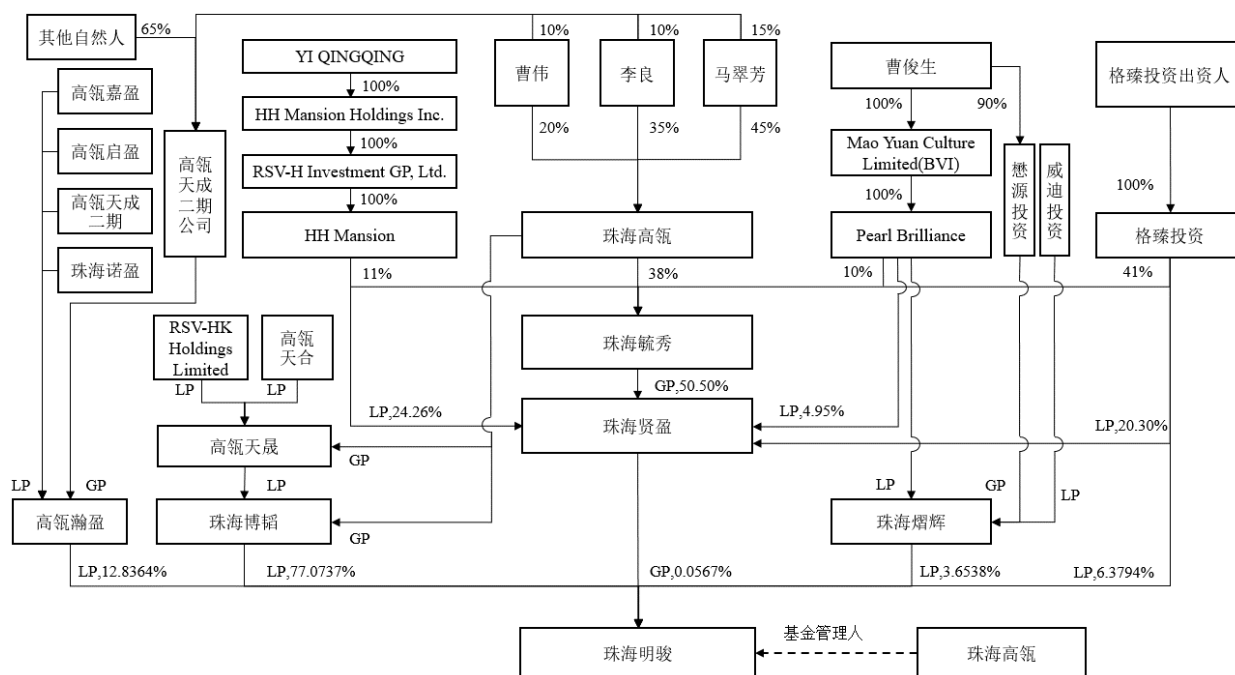 其他自然人
65%
10%
10%
15%
YI QINGQING
曹伟
李良
马翠芳
曹俊生
格臻投资出资人
高瓴嘉盈
100%
100%
90%
HH Mansion Holdings Inc.
20%
35%
45%
高瓴启盈
高瓴
天成
二期
公司
100%
Mao Yuan Culture
Limited(BVI)
懋
源
投
资
威
迪
投
资
RSV-H Investment GP, Ltd.
高瓴天成
二期
100%
100%
100%
HH Mansion
珠海高瓴
Pearl Brilliance
格臻投资
珠海诺盈
11%
38%
10%
41%
RSV-HK
Holdings
Limited
高瓴
天合
珠海毓秀
LP
LP
GP,50.50%
LP,24.26%
珠海贤盈
LP,4.95%
LP,20.30%
高瓴天晟
GP
LP
GP
LP
LP
GP
LP
高瓴瀚盈
珠海博韬
珠海熠辉
GP
LP,12.8364%
LP,77.0737%
GP,0.0567%
LP,3.6538%
LP,6.3794%
珠海明骏
基金管理人
珠海高瓴